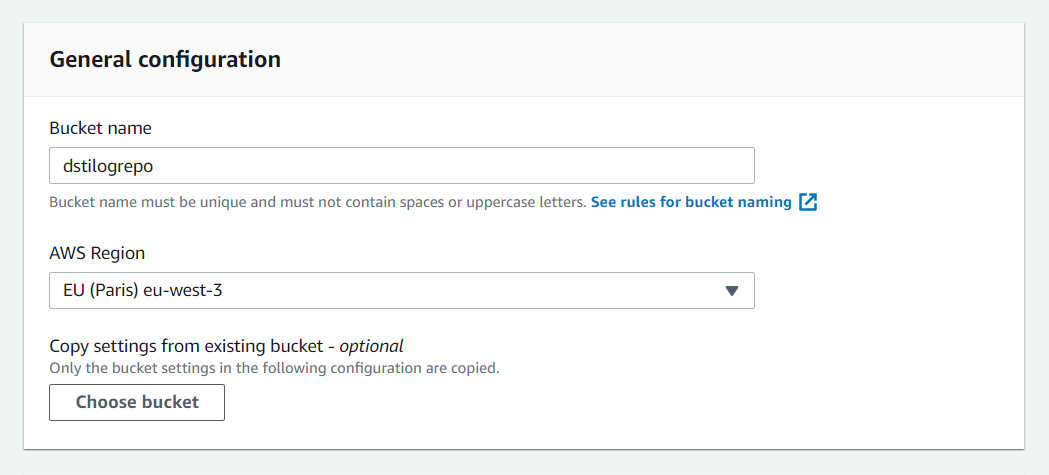 General configuration
Bucket name
dstilogrepo
Bucket name must be unique and must not contain spaces or uppercase letters. See rules for bucket naming
AWS Region
EU (Paris) eu-west-3
Copy settings from existing bucket - optional
Only the bucket settings in the following configuration are copied.
Choose bucket